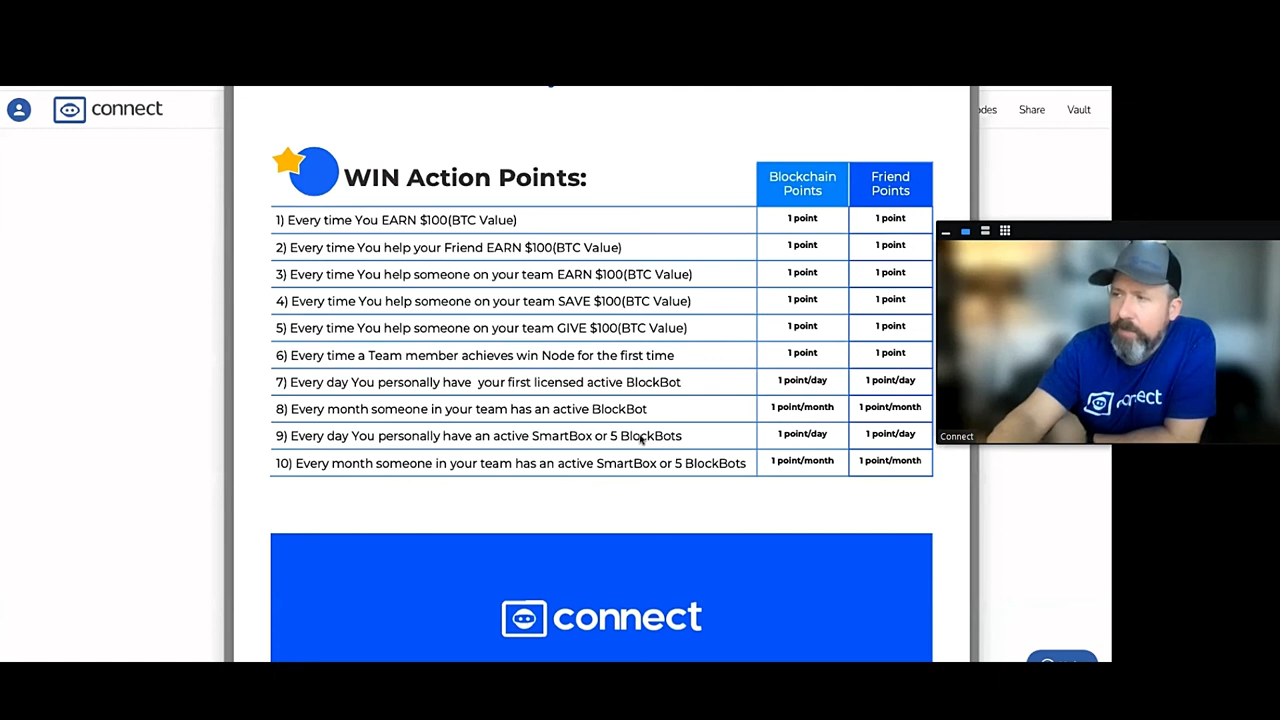 connect
Share
Vault
WIN Action Points:
Blockchain Points
Friend Points
1) Every time You EARN $100(BTC Value)
1 point
1 point
2) Every time You help your Friend EARN $100(BTC Value)
1 point
1 point
3) Every time You help someone on your team EARN $100(BTC Value)
1 point
1 point
4) Every time You help someone on your team SAVE $100(BTC Value)
1 point
1 point
5) Every time You help someone on your team GIVE $100(BTC Value)
1 point
1 point
6) Every time a Team member achieves win Node for the first time
1 point
1 point
7) Every day You personally have your first licensed active BlockBot
1 point/day
1 point/day
8) Every month someone in your team has an active BlockBot
1 point/month
1 point/month
9) Every day You personally have an active SmartBox or 5 BlockBots
1 point/day
1 point/day
10) Every month someone in your team has an active SmartBox or 5 BlockBots
1 point/month
1 point/month
connect
Connect
connect